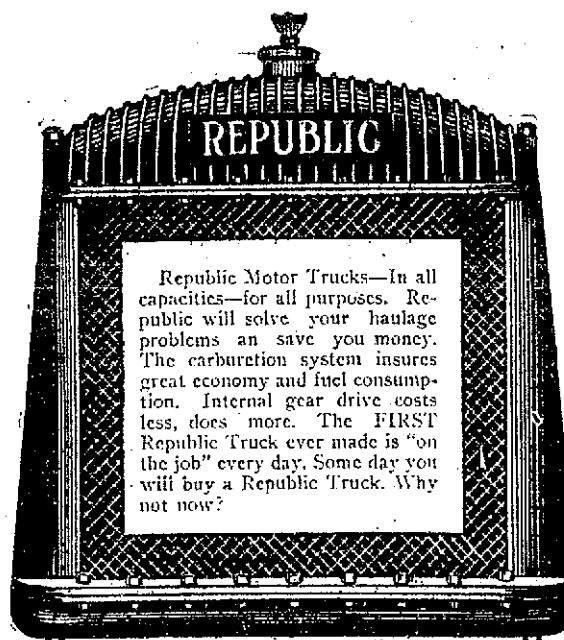 REPUBLIC
Republic Motor Trucks—In all
capacities—for all purposes. Re-
public will solve your haulage
problems an save you money.
The carburetion system insures
great economy and fuel consump-
tion. Internal gear drive costs
less, does more. The FIRST
Republic Truck ever made is "on
the job" every day. Some day you
will buy a Republic Truck. Why
not now?